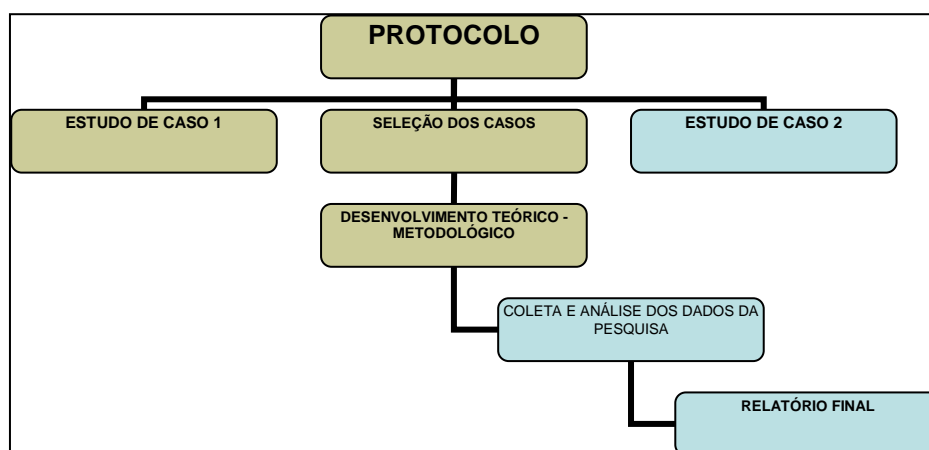 PROTOCOLO
ESTUDO DE CASO 1
SELEÇÃO DOS CASOS
ESTUDO DE CASO 2
DESENVOLVIMENTO TEÓRICO -
METODOLÓGICO
COLETA E ANÁLISE DOS DADOS DA
PESQUISA
RELATÓRIO FINAL